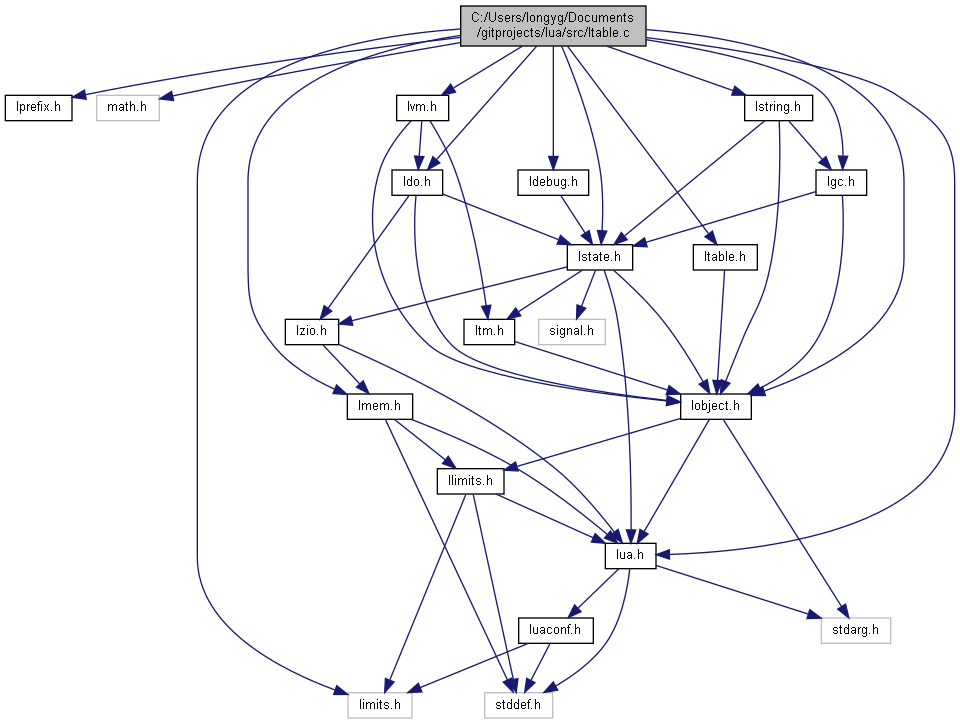 C:/Users/longyg/Documents
/gitprojects/lua/src/ltable.c
lprefix.h
math.h
lvm.h
lstring.h
ldo.h
ldebug.h
lgc.h
lstate.h
ltable.h
lzio.h
ltm.h
signal.h
lmem.h
lobject.h
llimits.h
lua.h
luaconf.h
stdarg.h
limits.h
stddef.h